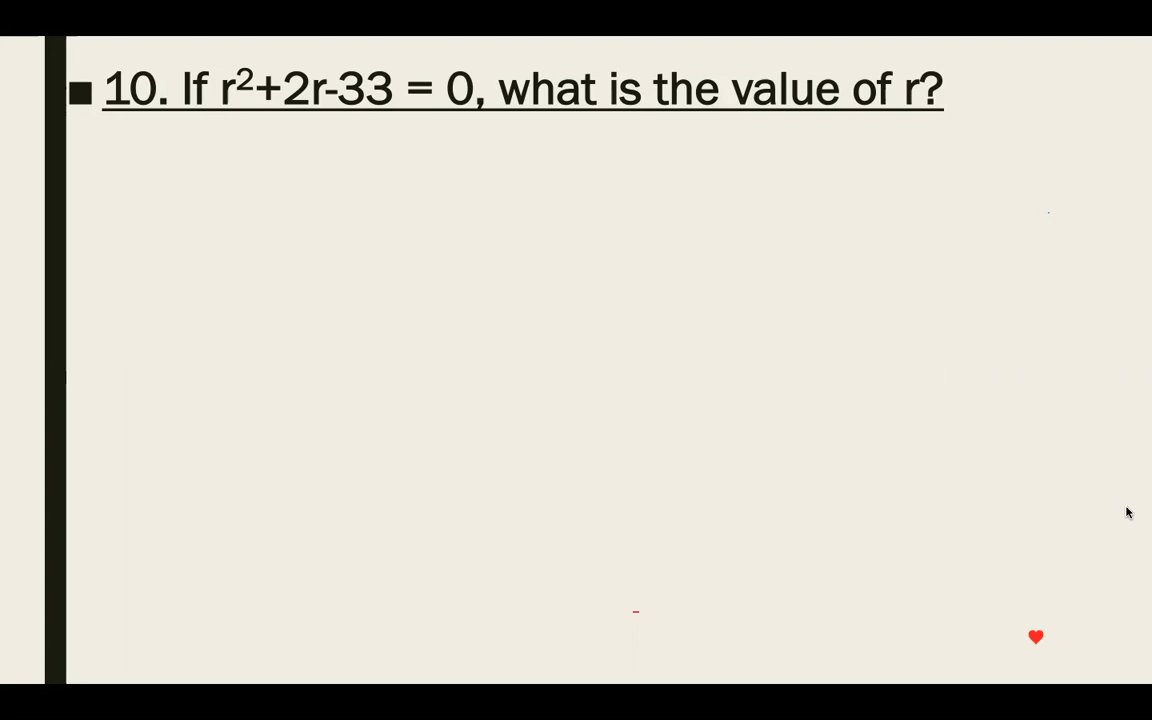 ■ 10. If r²+2r-33 = 0, what is the value of r?